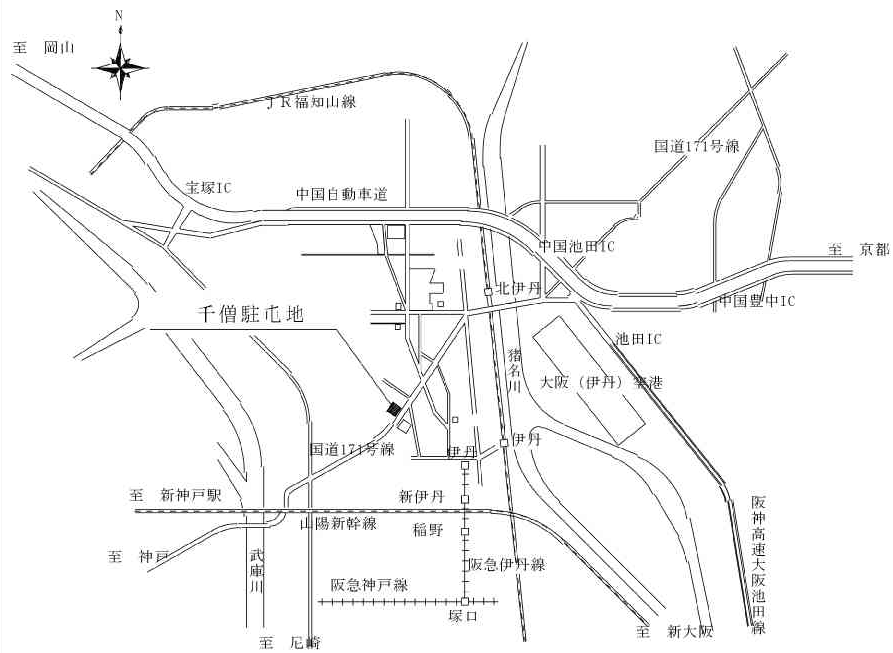 N
至 岡山
JR福知山線
国道171号線
宝塚IC
中国自動車道
中国池田IC
至 京都
北伊丹
中国豊中IC
千僧駐屯地
池田IC
猪名川
大阪(伊丹)空港
伊丹
国道171号線
伊丹
至 新神戸駅
新伊丹
山陽新幹線
稲野
阪神高速大阪池田線
至 神戸
武庫川
阪急伊丹線
阪急神戸線
塚口
至 新大阪
至 尼崎